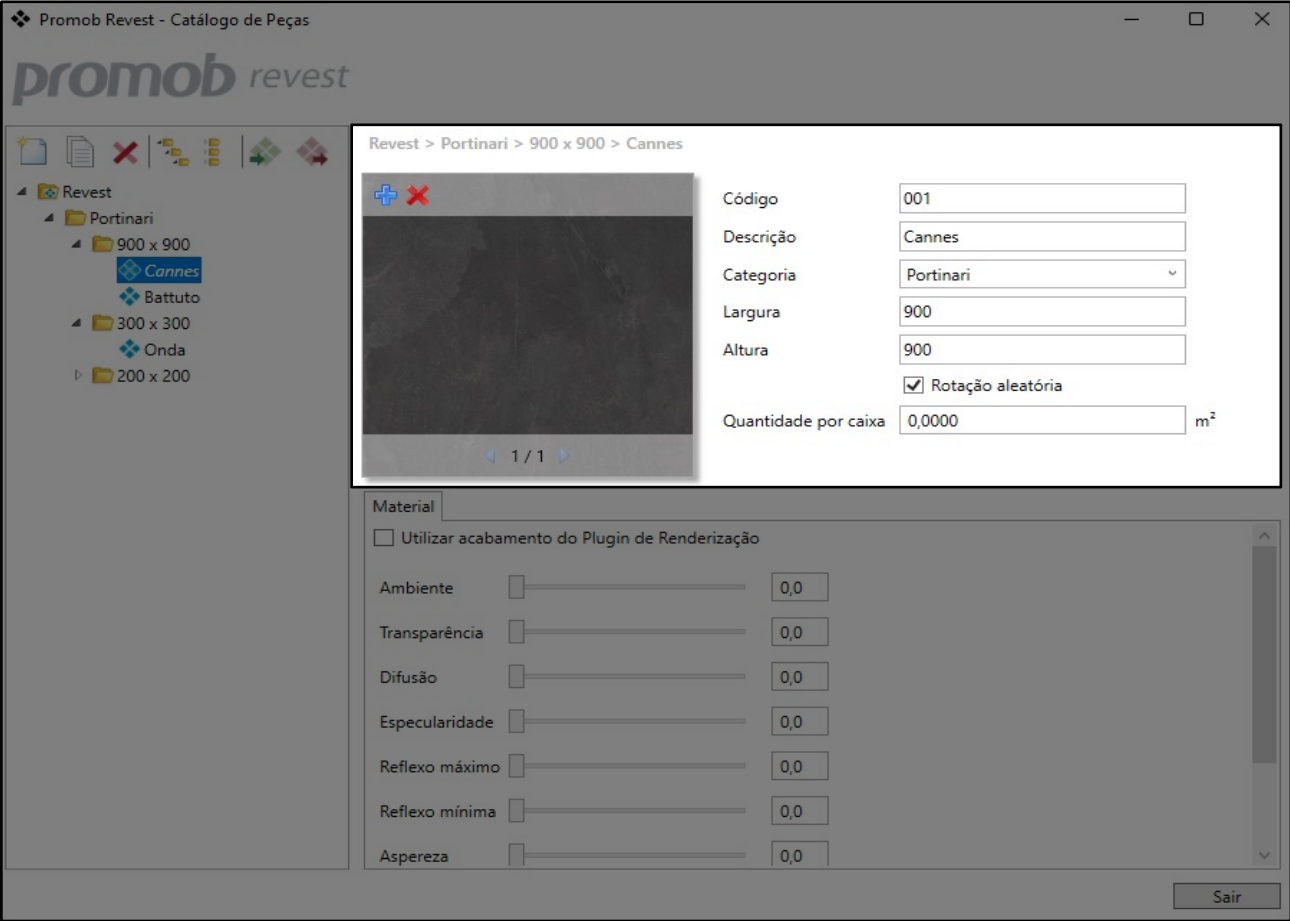 Promob Revest - Catálogo de Peças
promob revest
Revest > Portinari > 900 x 900 > Cannes
Revest
Portinari
900 x 900
Cannes
Battuto
300 x 300
Onda
200 x 200
1 / 1
Código 001
Descrição Cannes
Categoria Portinari
Largura 900
Altura 900
Rotação aleatória
Quantidade por caixa 0,0000 m²
Material
Utilizar acabamento do Plugin de Renderização
Ambiente 0,0
Transparência 0,0
Difusão 0,0
Especularidade 0,0
Reflexo máximo 0,0
Reflexo mínima 0,0
Aspereza 0,0
Sair